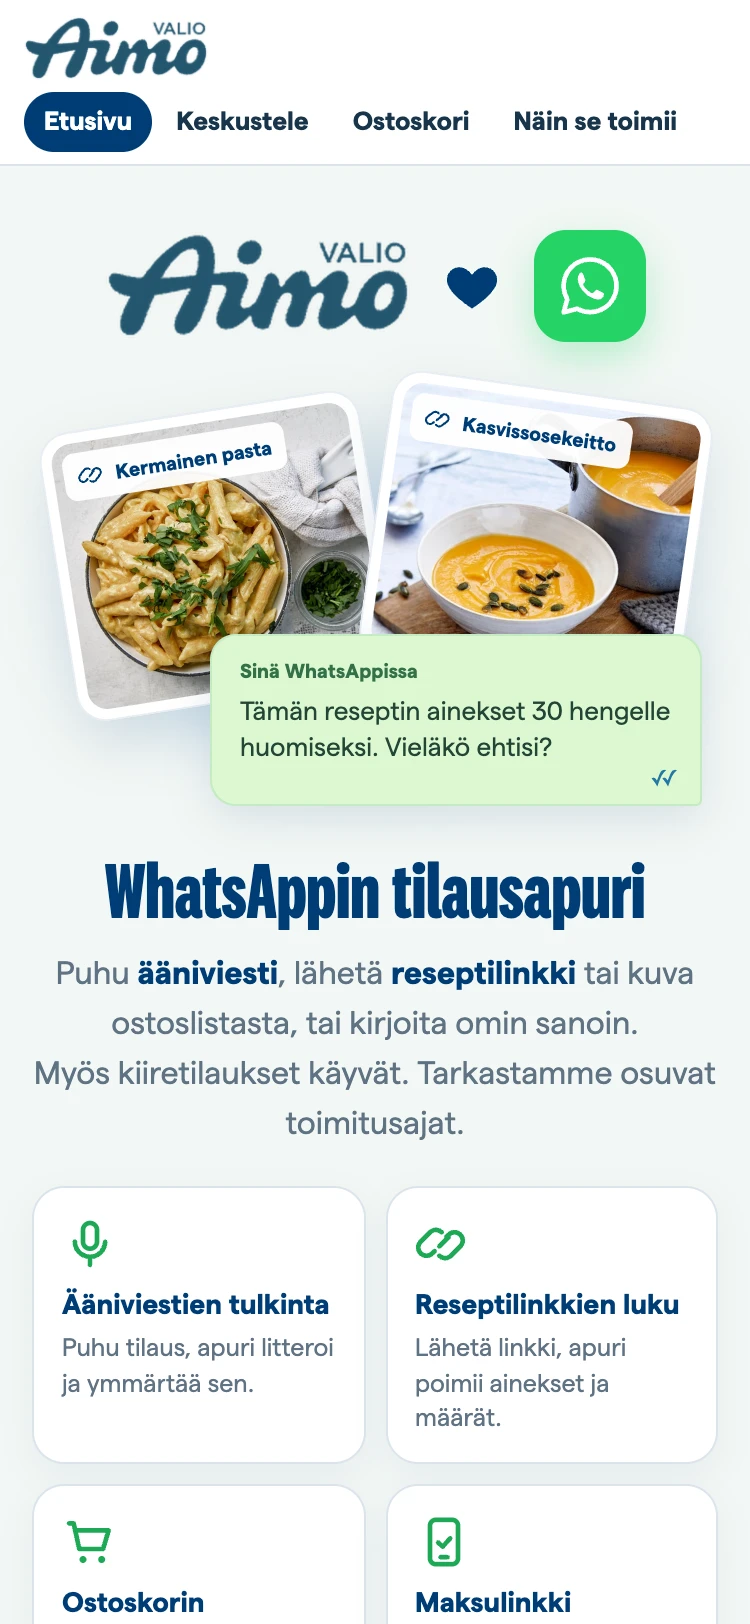 VALIO
Aimo
Etusivu Keskustele Ostoskori Näin se toimii
VALIO
Aimo
Kermainen pasta
Kasvissosekeitto
Sinä WhatsAppissa
Tämän reseptin ainekset 30 hengelle
huomiseksi. Vieläkö ehtisi?
WhatsAppin tilausapuri
Puhu ääniviesti, lähetä reseptilinkki tai kuva
ostoslistasta, tai kirjoita omin sanoin.
Myös kiiretilaukset käyvät. Tarkastamme osuvat
toimitusajat.
Ääniviestien tulkinta
Puhu tilaus, apuri litteroi
ja ymmärtää sen.
Reseptilinkkien luku
Lähetä linkki, apuri
poimii ainekset ja
määrät.
Ostoskorin
Maksulinkki